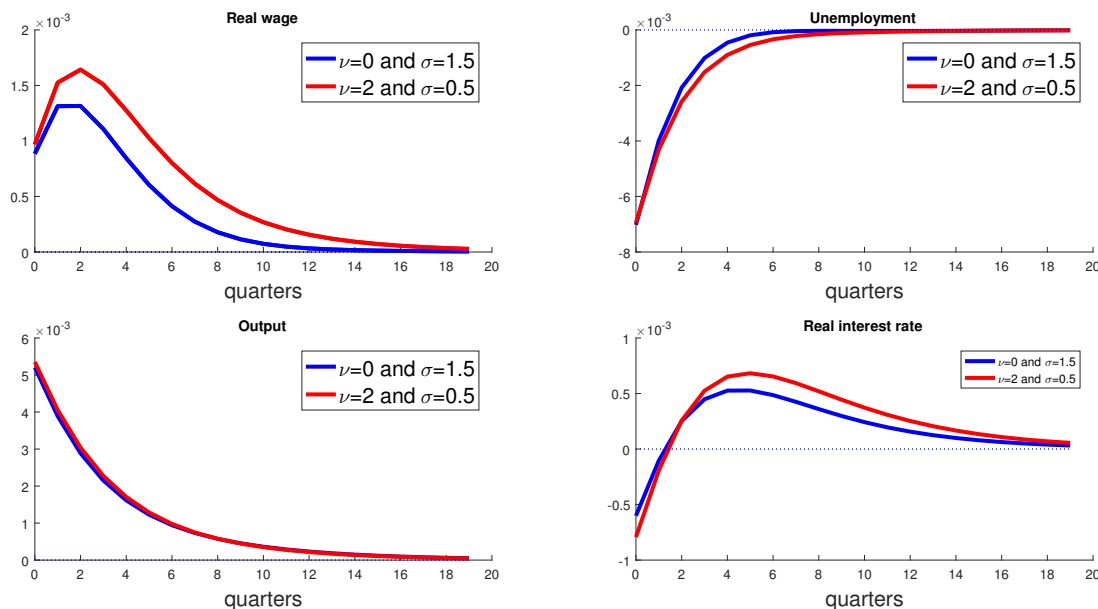 Real wage
×10⁻³
2
1.5
1
0.5
0
0 2 4 6 8 10 12 14 16 18 20
quarters
ν=0 and σ=1.5
ν=2 and σ=0.5
Unemployment
×10⁻³
0
-2
-4
-6
-8
0 2 4 6 8 10 12 14 16 18 20
quarters
ν=0 and σ=1.5
ν=2 and σ=0.5
Output
×10⁻³
6
5
4
3
2
1
0
0 2 4 6 8 10 12 14 16 18 20
quarters
ν=0 and σ=1.5
ν=2 and σ=0.5
Real interest rate
×10⁻³
1
0.5
0
-0.5
-1
0 2 4 6 8 10 12 14 16 18 20
quarters
ν=0 and σ=1.5
ν=2 and σ=0.5